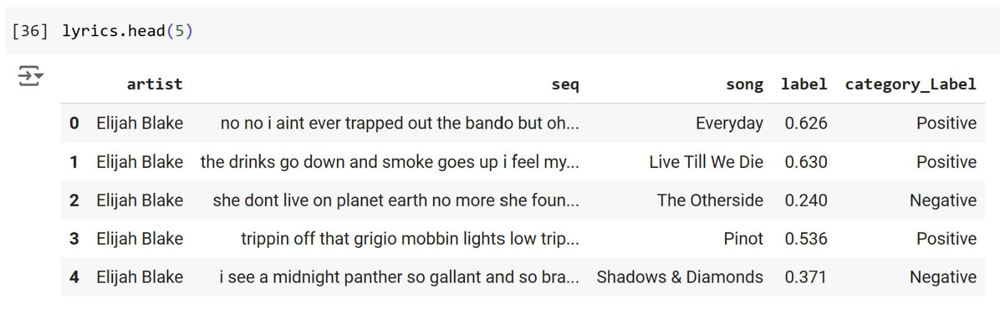 [36] lyrics.head(5)
artist seq song label category_Label
0 Elijah Blake no no i aint ever trapped out the bando but oh... Everyday 0.626 Positive
1 Elijah Blake the drinks go down and smoke goes up i feel my... Live Till We Die 0.630 Positive
2 Elijah Blake she dont live on planet earth no more she foun... The Otherside 0.240 Negative
3 Elijah Blake trippin off that grigio mobbin lights low trip... Pinot 0.536 Positive
4 Elijah Blake i see a midnight panther so gallant and so bra... Shadows & Diamonds 0.371 Negative